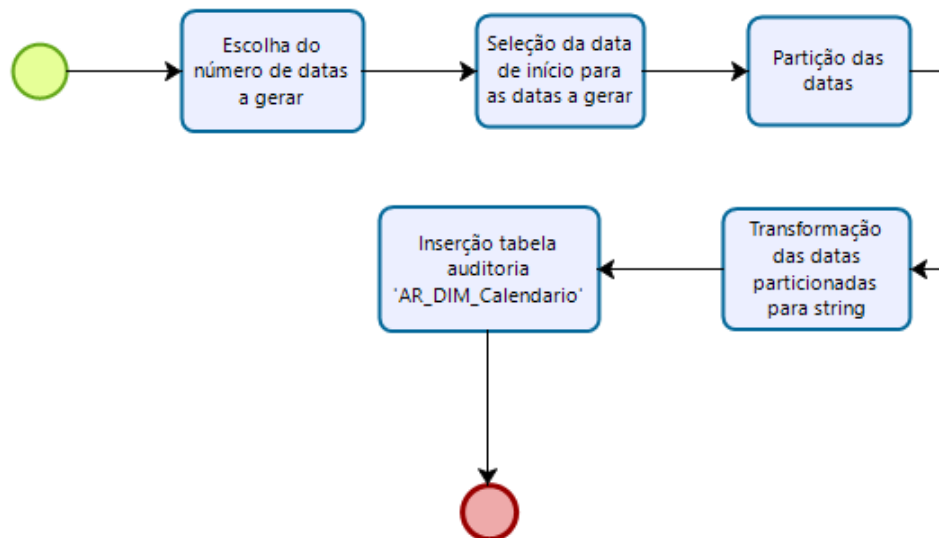 Escolha do
número de datas
a gerar
Seleção da data
de início para
as datas a gerar
Partição das
datas
Transformação
das datas
particionadas
para string
Inserção tabela
auditoria
'AR_DIM_Calendario'